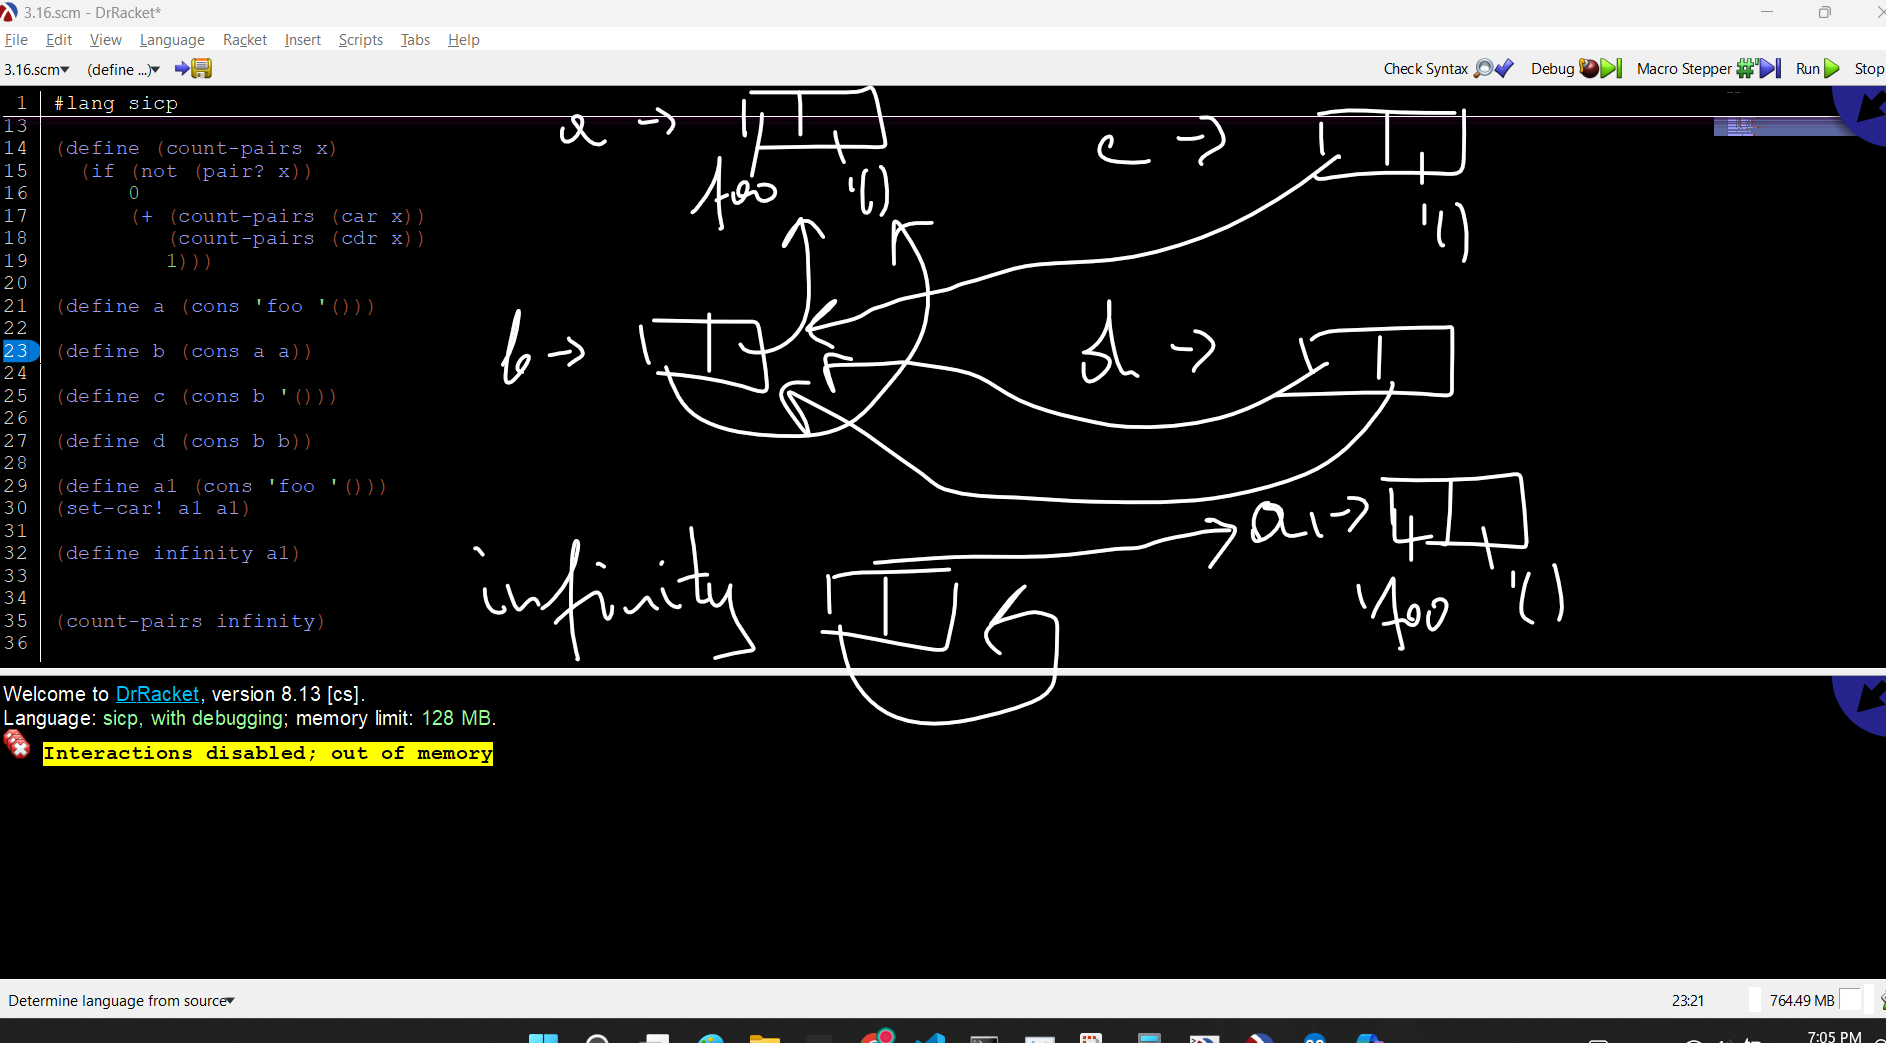 3.16.scm - DrRacket*
File Edit View Language Racket Insert Scripts Tabs Help
3.16.scm▾ (define ...)▾ Check Syntax Debug Macro Stepper Run Stop
1 #lang sicp
13
14 (define (count-pairs x)
15 (if (not (pair? x))
16 0
17 (+ (count-pairs (car x))
18 (count-pairs (cdr x))
19 1)))
20
21 (define a (cons 'foo '()))
22
23 (define b (cons a a))
24
25 (define c (cons b '()))
26
27 (define d (cons b b))
28
29 (define a1 (cons 'foo '()))
30 (set-car! a1 a1)
31
32 (define infinity a1)
33
34
35 (count-pairs infinity)
36
a ->
foo '()
c ->
'()
b ->
d ->
a1 ->
'foo '()
infinity
Welcome to DrRacket, version 8.13 [cs].
Language: sicp, with debugging; memory limit: 128 MB.
Interactions disabled; out of memory
Determine language from source▾ 23:21 764.49 MB
7:05 PM